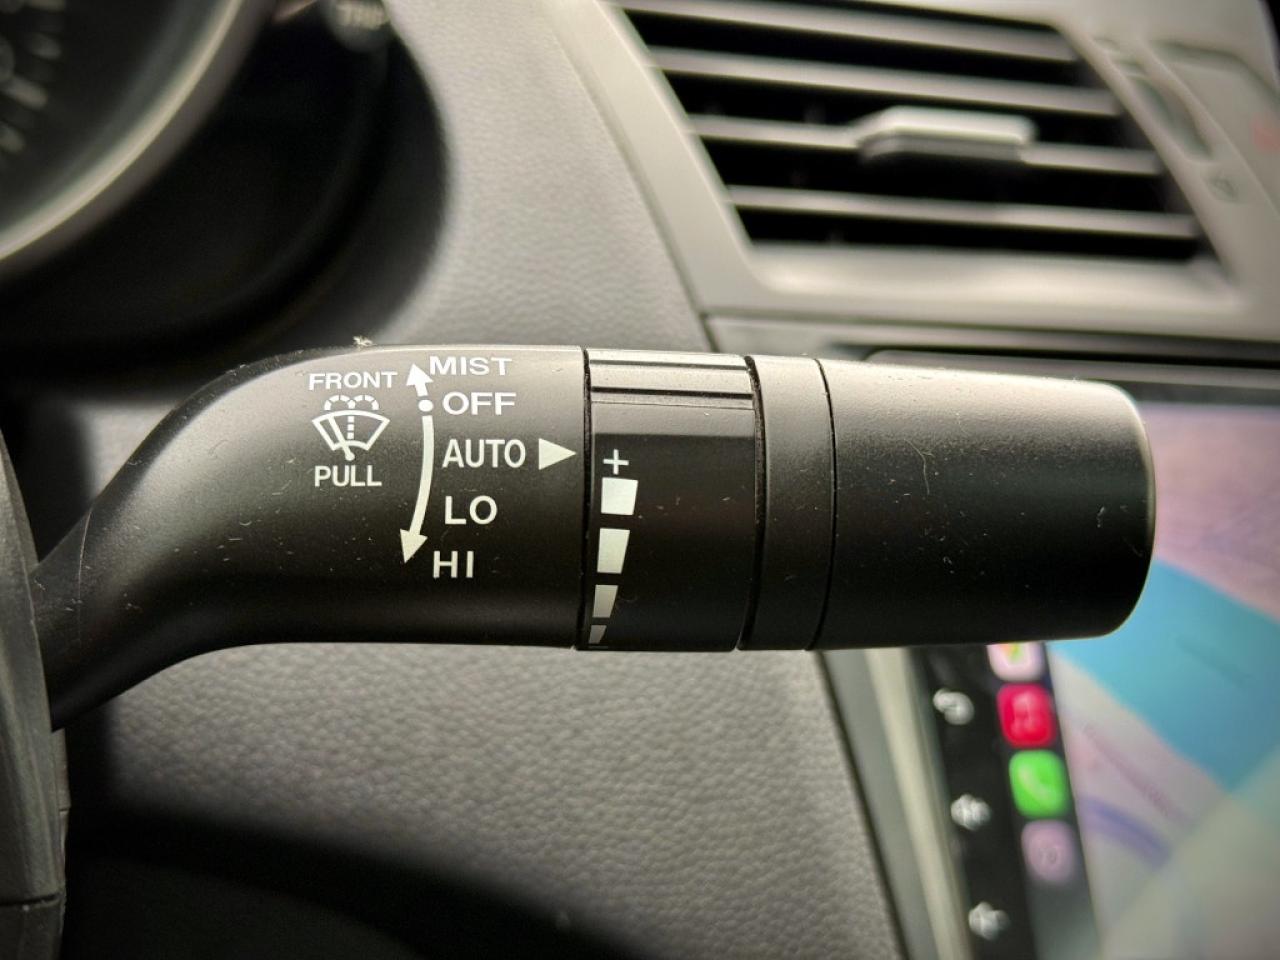 MIST
FRONT
OFF
AUTO
PULL
LO
HI
+